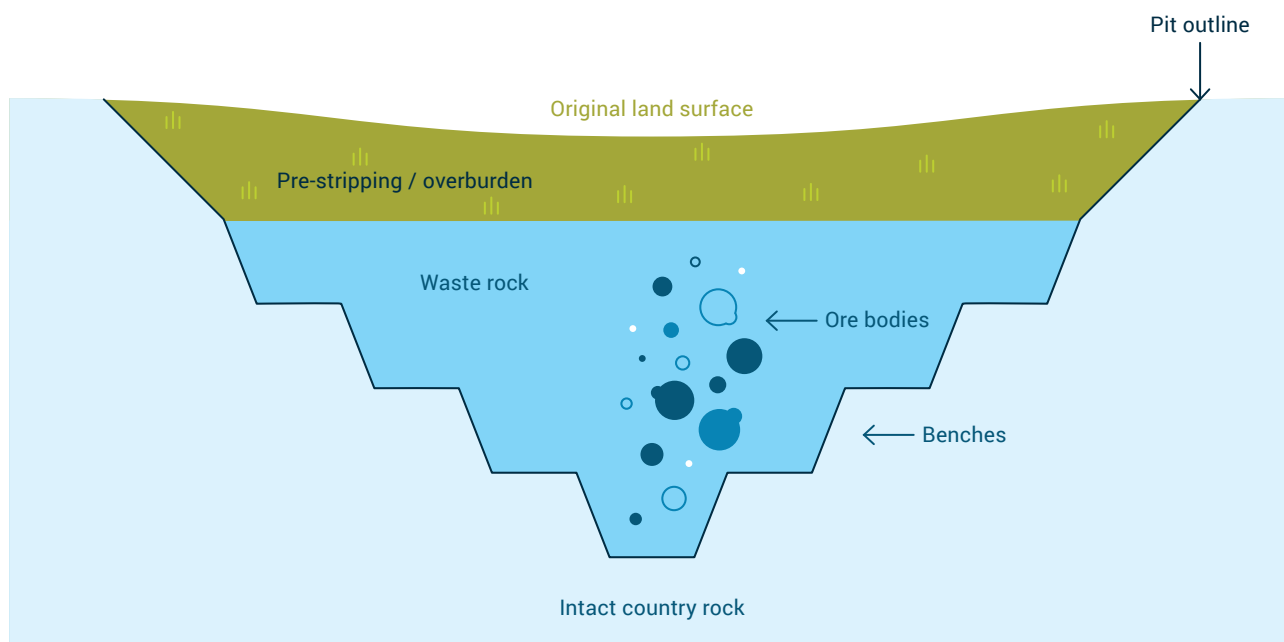 Pit outline
Original land surface
Pre-stripping / overburden
Waste rock
Ore bodies
Benches
Intact country rock